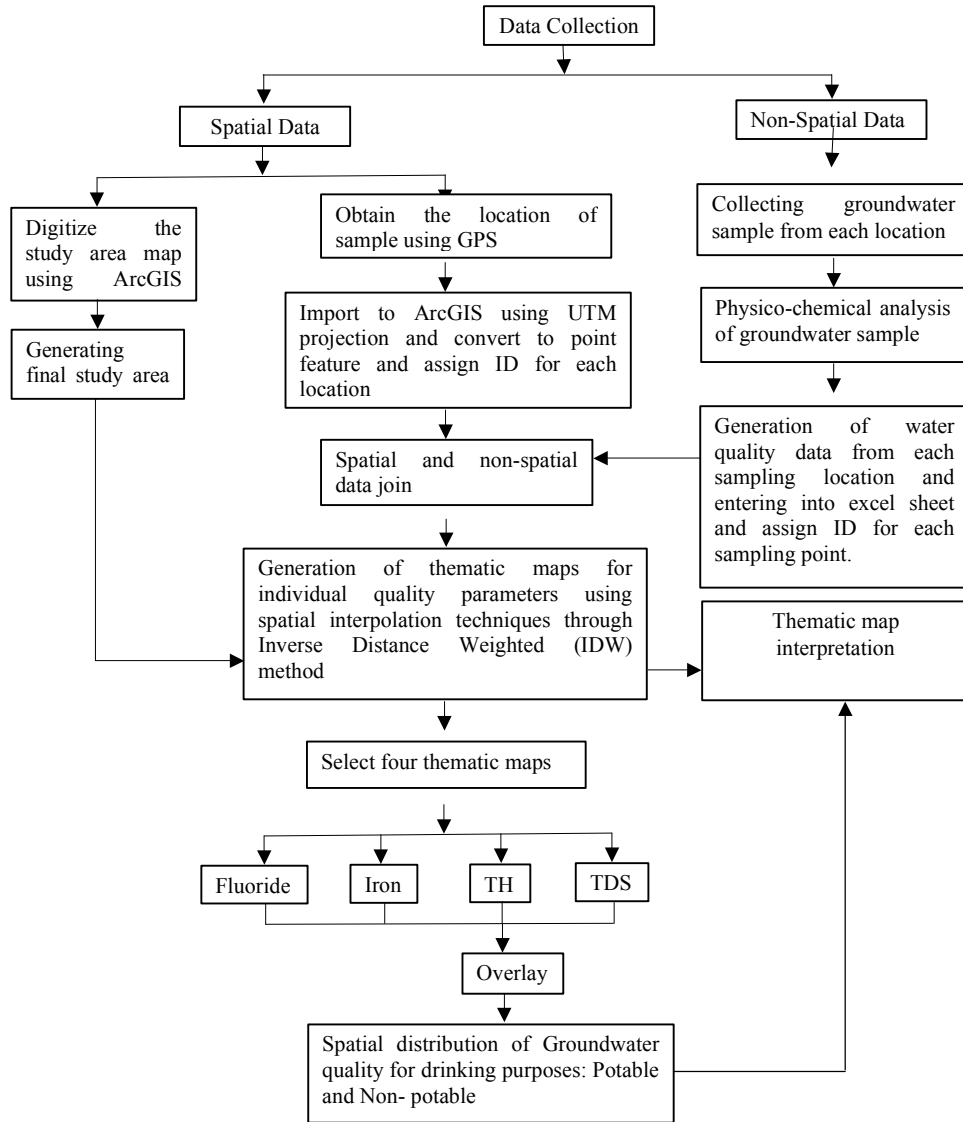 Data Collection
Spatial Data
Non-Spatial Data
Digitize the
study area map
using ArcGIS
Obtain the location of
sample using GPS
Collecting groundwater
sample from each location
Generating
final study area
Import to ArcGIS using UTM
projection and convert to point
feature and assign ID for each
location
Physico-chemical analysis
of groundwater sample
Spatial and non-spatial
data join
Generation of water
quality data from each
sampling location and
entering into excel sheet
and assign ID for each
sampling point.
Generation of thematic maps for
individual quality parameters using
spatial interpolation techniques through
Inverse Distance Weighted (IDW)
method
Thematic map
interpretation
Select four thematic maps
Fluoride
Iron
TH
TDS
Overlay
Spatial distribution of Groundwater
quality for drinking purposes: Potable
and Non- potable